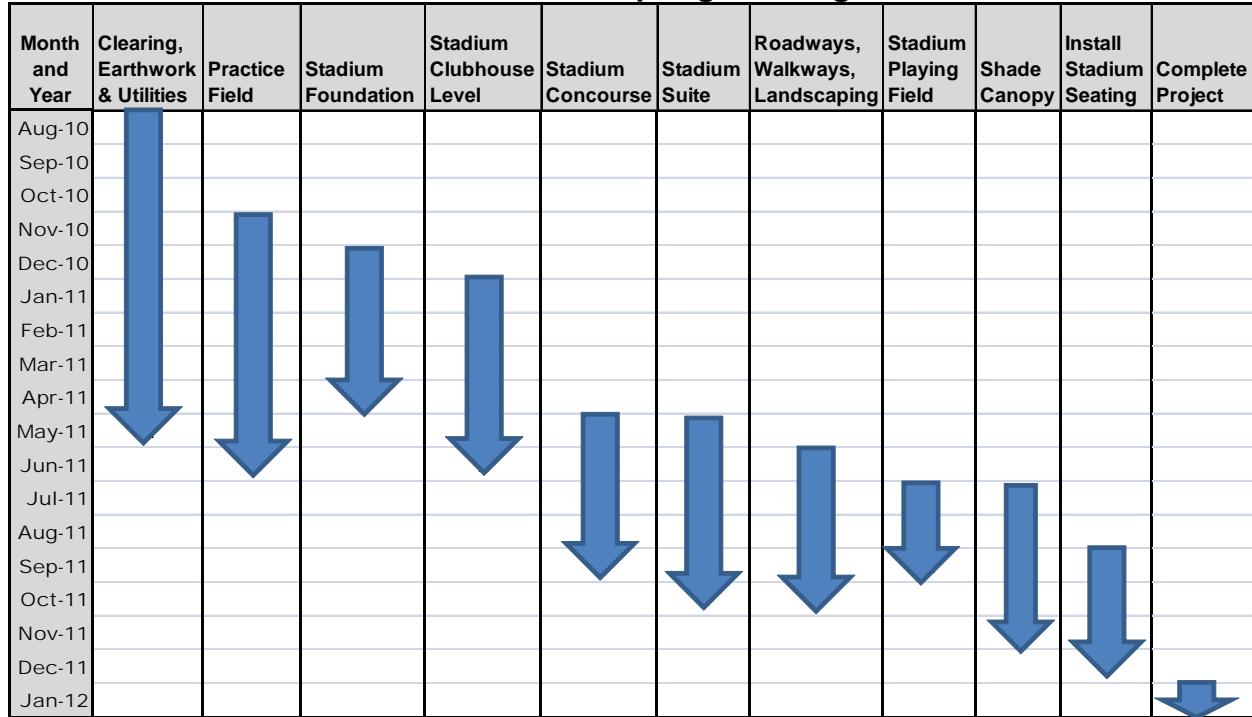 Month and Year
Clearing, Earthwork & Utilities
Practice Field
Stadium Foundation
Stadium Clubhouse Level
Stadium Concourse
Stadium Suite
Roadways, Walkways, Landscaping
Stadium Playing Field
Shade Canopy
Install Stadium Seating
Complete Project
Aug-10
Sep-10
Oct-10
Nov-10
Dec-10
Jan-11
Feb-11
Mar-11
Apr-11
May-11
Jun-11
Jul-11
Aug-11
Sep-11
Oct-11
Nov-11
Dec-11
Jan-12